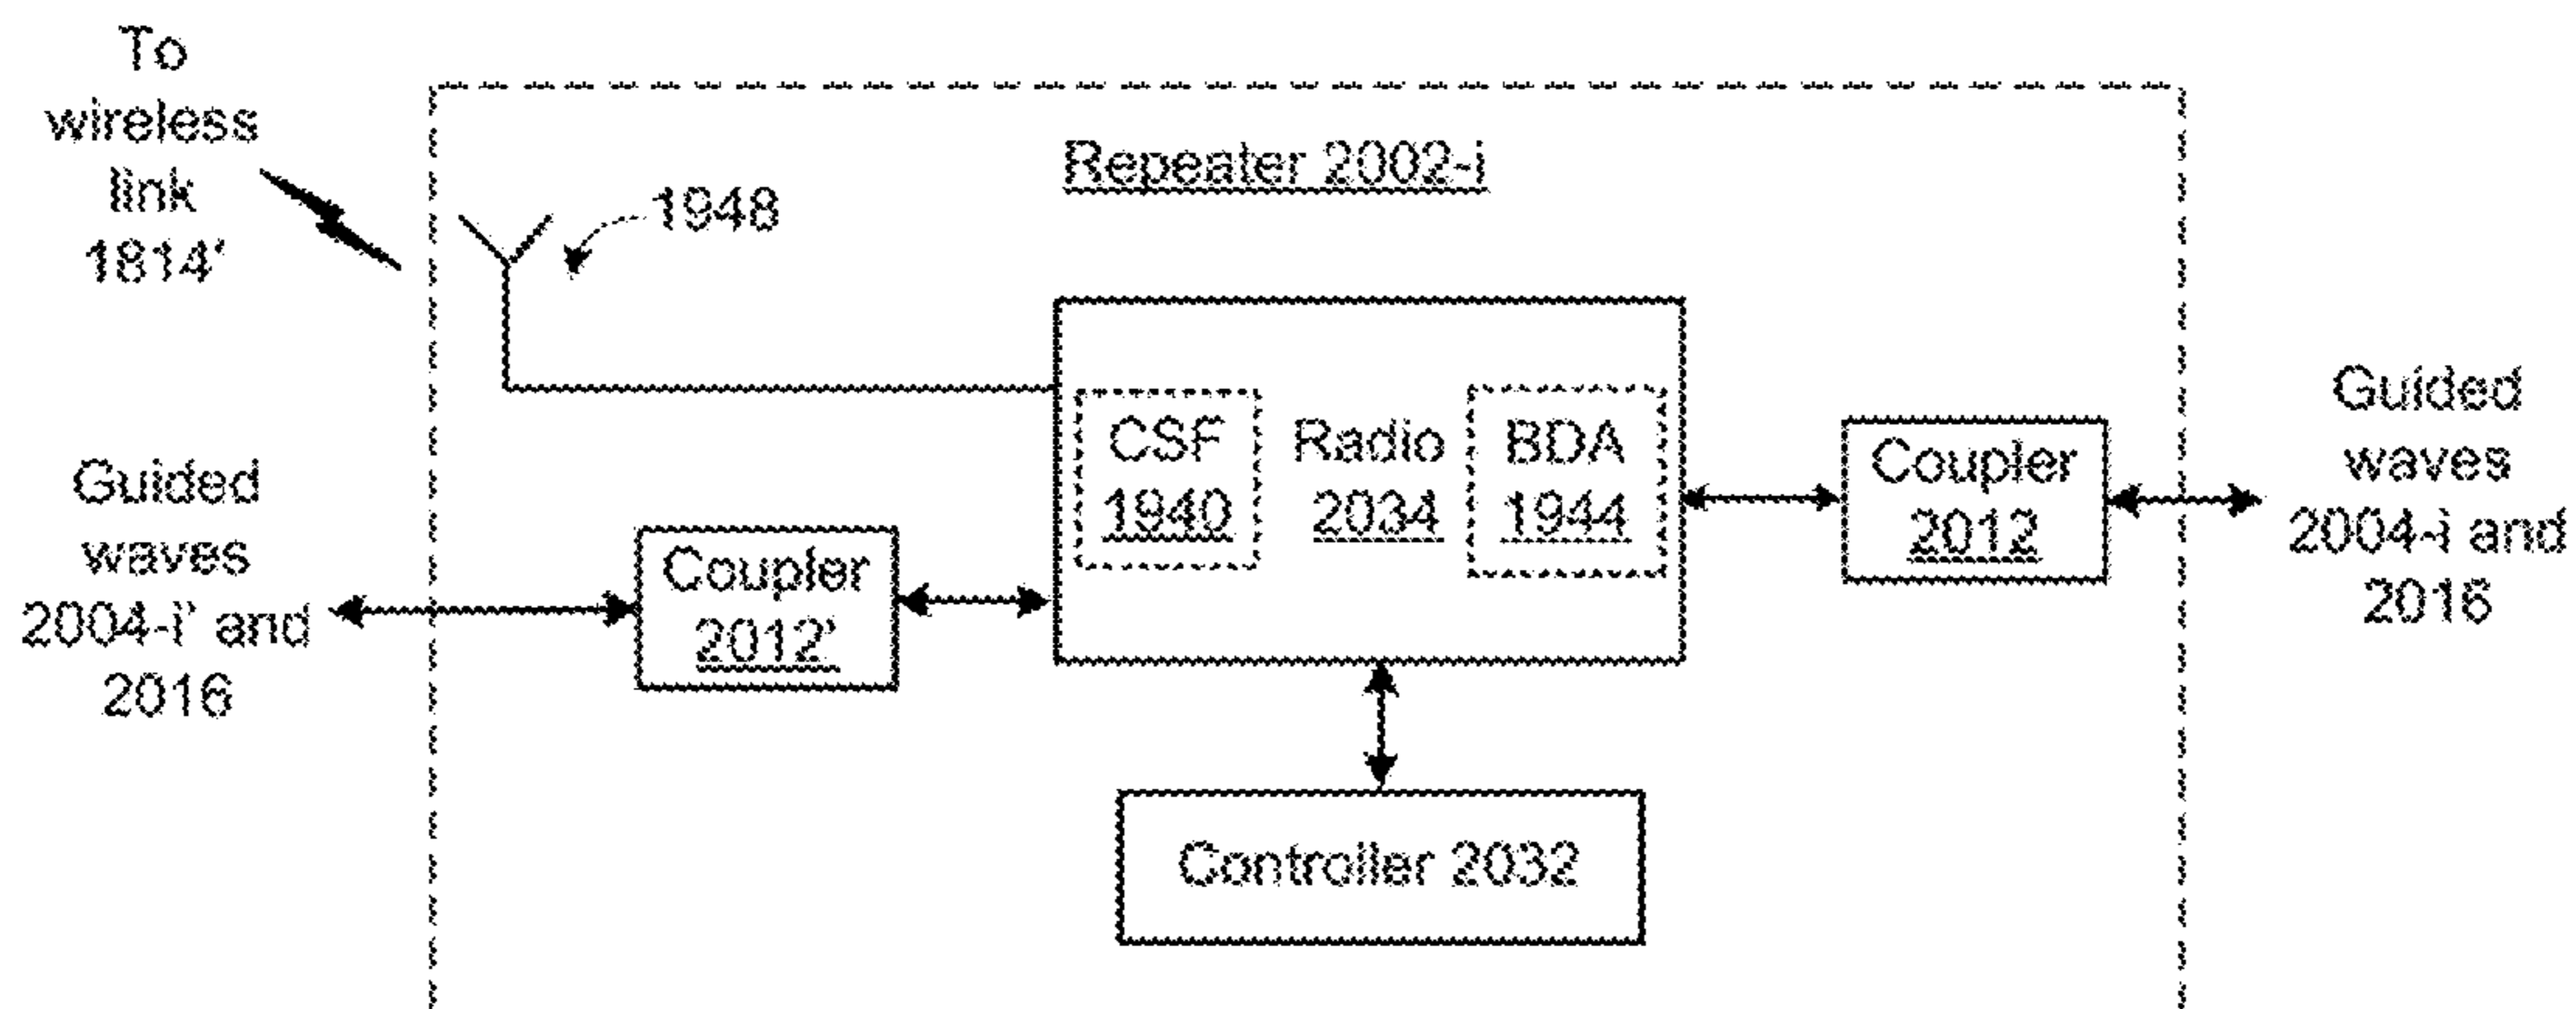 To
wireless
link
1814'
Repeater 2002-i
1948
Guided
waves
2004-i' and
2016
Coupler
2012'
CSF
1940
Radio
2034
BDA
1944
Coupler
2012
Guided
waves
2004-i and
2016
Controller 2032